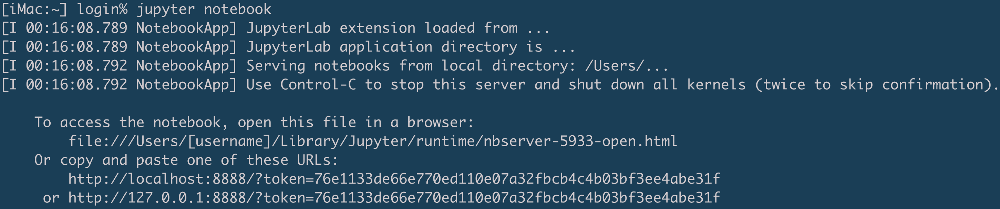 [iMac:~] login% jupyter notebook
[I 00:16:08.789 NotebookApp] JupyterLab extension loaded from ...
[I 00:16:08.789 NotebookApp] JupyterLab application directory is ...
[I 00:16:08.792 NotebookApp] Serving notebooks from local directory: /Users/...
[I 00:16:08.792 NotebookApp] Use Control-C to stop this server and shut down all kernels (twice to skip confirmation).
To access the notebook, open this file in a browser:
file:///Users/[username]/Library/Jupyter/runtime/nbserver-5933-open.html
Or copy and paste one of these URLs:
http://localhost:8888/?token=76e1133de66e770ed110e07a32fbcb4c4b03bf3ee4abe31f
or http://127.0.0.1:8888/?token=76e1133de66e770ed110e07a32fbcb4c4b03bf3ee4abe31f